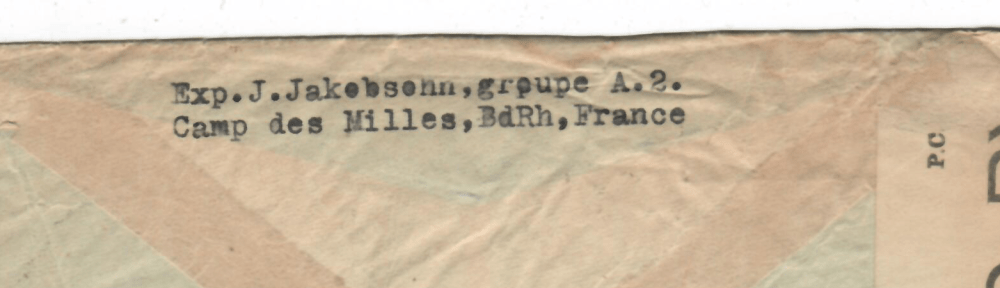 Exp.J.Jakobsohn,groupe A.2.
Camp des Milles,BdRh,France
P.C